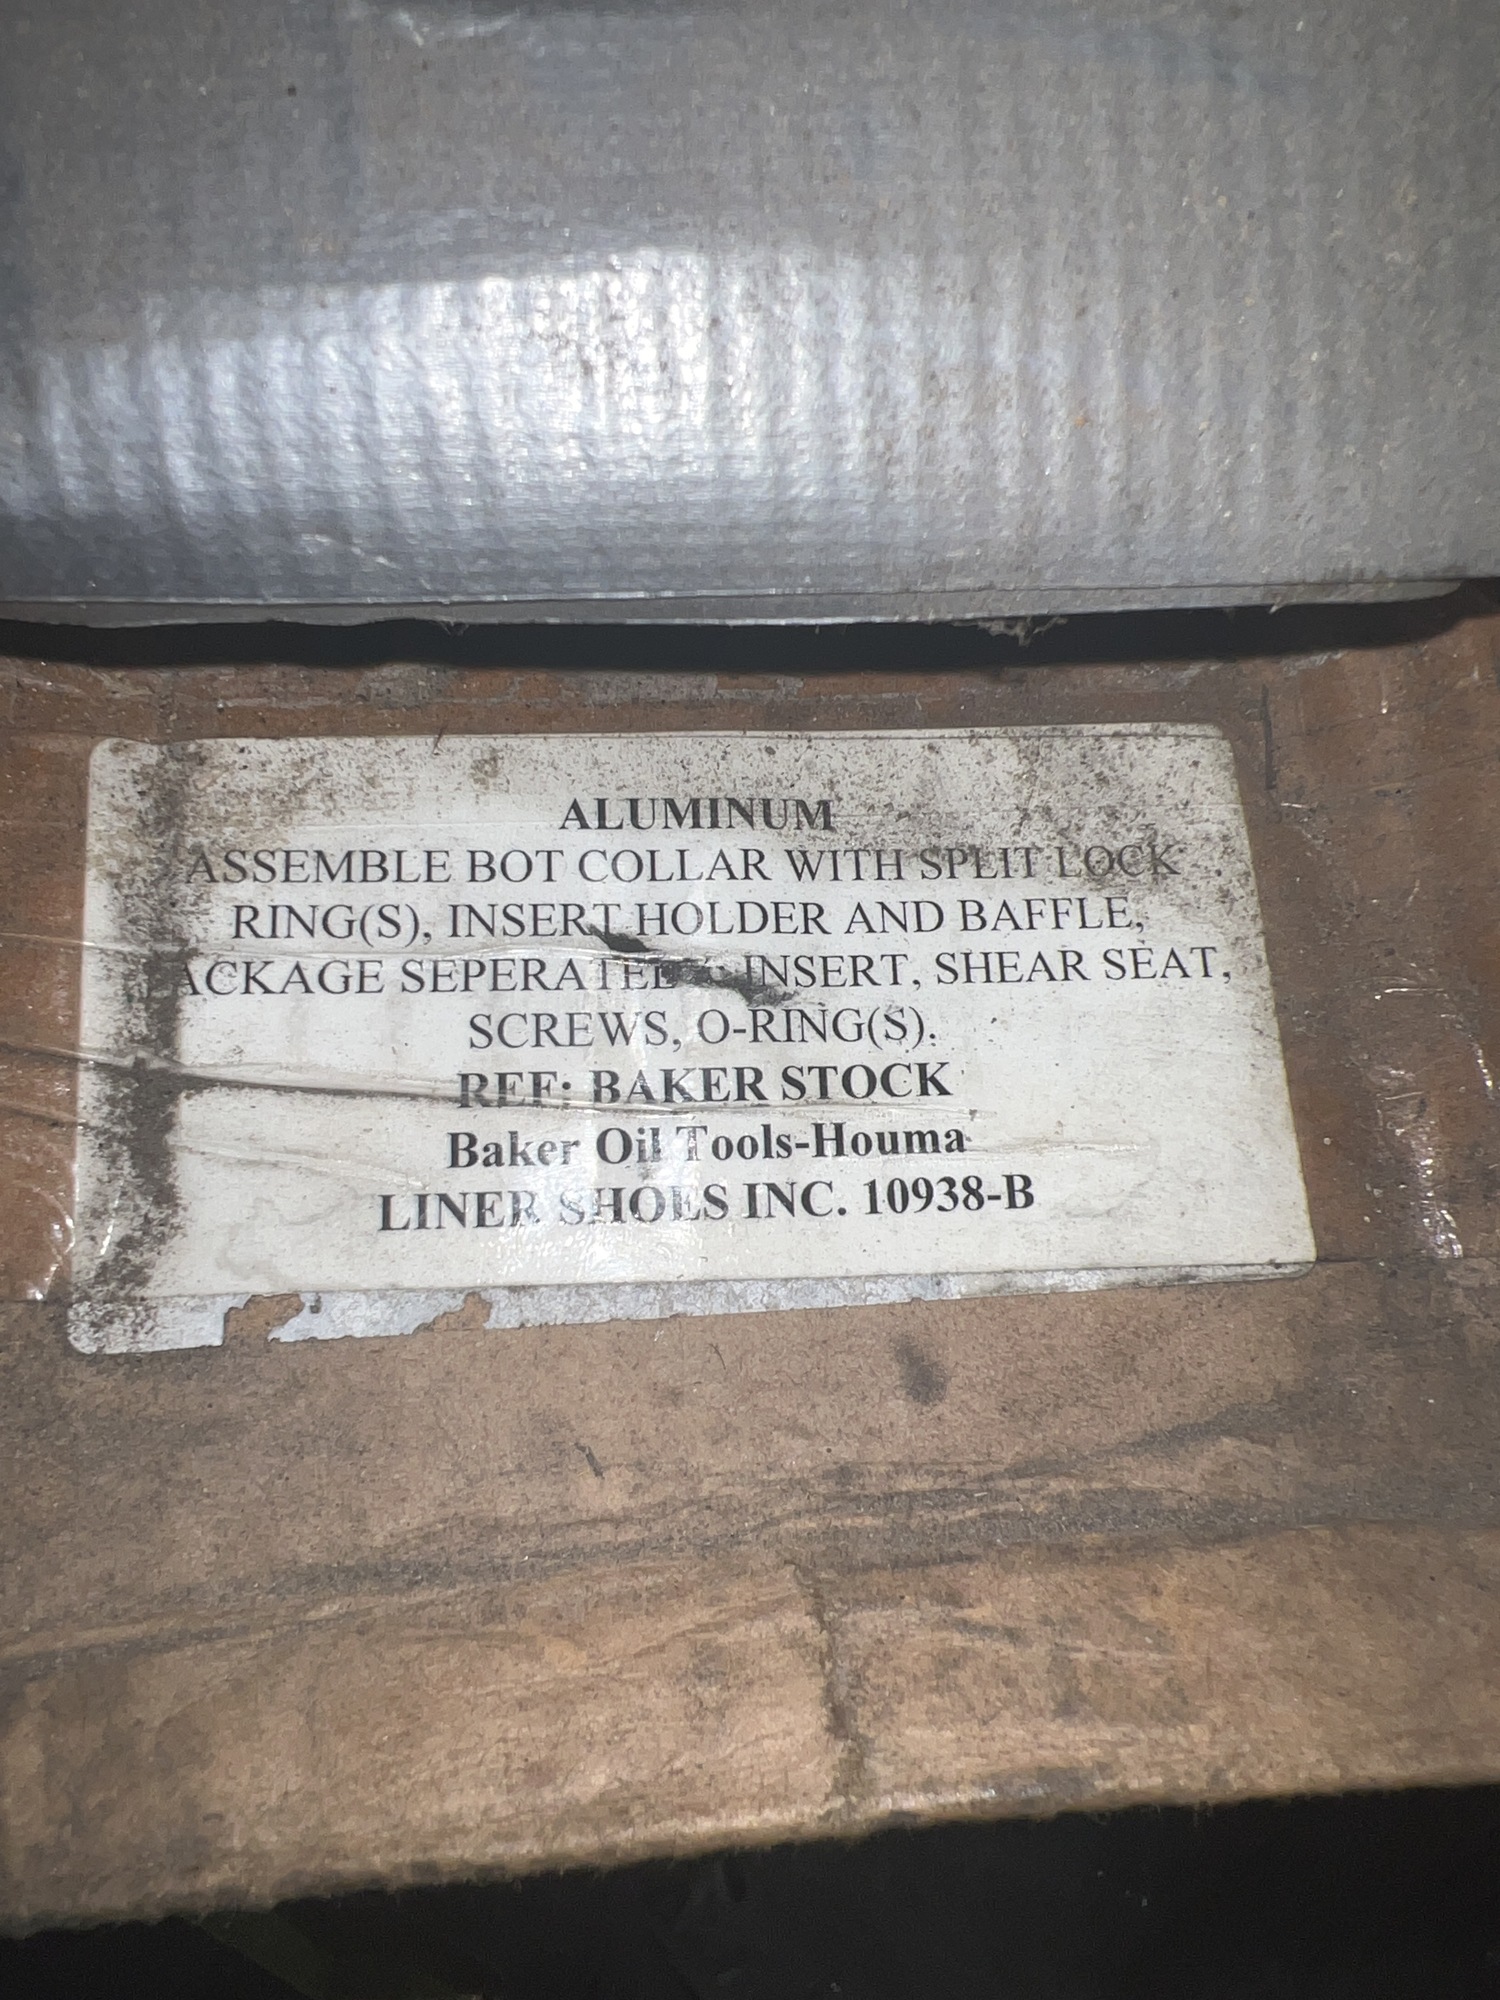 ALUMINUM
ASSEMBLE BOT COLLAR WITH SPLIT LOCK
RING(S), INSERT HOLDER AND BAFFLE,
ACKAGE SEPERATED INSERT, SHEAR SEAT,
SCREWS, O-RING(S).
REF: BAKER STOCK
Baker Oil Tools-Houma
LINER SHOES INC. 10938-B